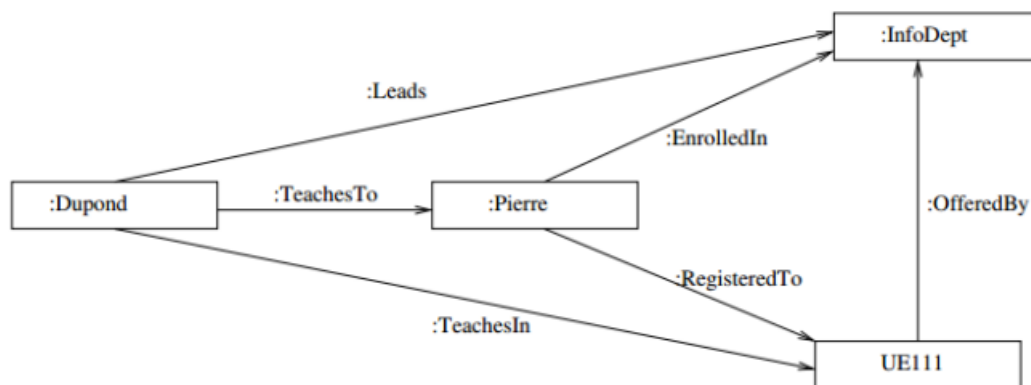 :InfoDept
:Leads
:EnrolledIn
:Dupond
:TeachesTo
:Pierre
:OfferedBy
:RegisteredTo
:TeachesIn
UE111